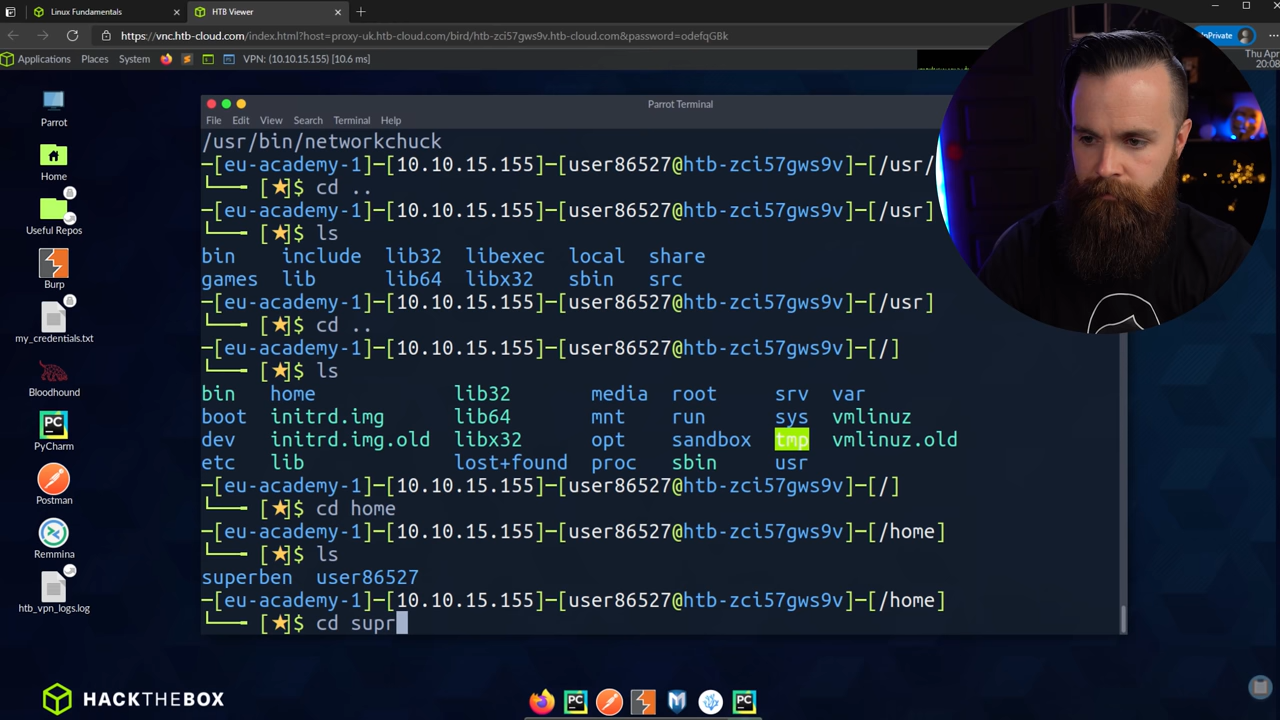 Linux Fundamentals
HTB Viewer
https://vnc.htb-cloud.com/index.html?host=proxy-uk.htb-cloud.com/bird/htb-zci57gws9v.htb-cloud.com&password=odefqGBk
Applications Places System VPN: (10.10.15.155) [10.6 ms]
Thu Apr
20:08
Parrot
Home
Useful Repos
Burp
my_credentials.txt
Bloodhound
PyCharm
Postman
Remmina
htb_vpn_logs.log
Parrot Terminal
File Edit View Search Terminal Help
/usr/bin/networkchuck
─[eu-academy-1]─[10.10.15.155]─[user86527@htb-zci57gws9v]─[/usr/
└── [★]$ cd ..
─[eu-academy-1]─[10.10.15.155]─[user86527@htb-zci57gws9v]─[/usr]
└── [★]$ ls
bin include lib32 libexec local share
games lib lib64 libx32 sbin src
─[eu-academy-1]─[10.10.15.155]─[user86527@htb-zci57gws9v]─[/usr]
└── [★]$ cd ..
─[eu-academy-1]─[10.10.15.155]─[user86527@htb-zci57gws9v]─[/]
└── [★]$ ls
bin home lib32 media root srv var
boot initrd.img lib64 mnt run sys vmlinuz
dev initrd.img.old libx32 opt sandbox tmp vmlinuz.old
etc lib lost+found proc sbin usr
─[eu-academy-1]─[10.10.15.155]─[user86527@htb-zci57gws9v]─[/]
└── [★]$ cd home
─[eu-academy-1]─[10.10.15.155]─[user86527@htb-zci57gws9v]─[/home]
└── [★]$ ls
superben user86527
─[eu-academy-1]─[10.10.15.155]─[user86527@htb-zci57gws9v]─[/home]
└── [★]$ cd supr
HACKTHEBOX